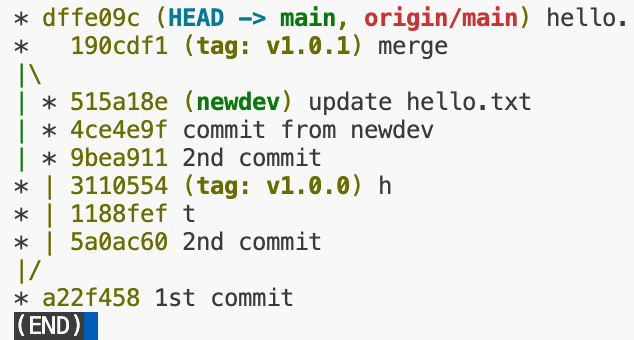 * dffe09c (HEAD -> main, origin/main) hello.
*   190cdf1 (tag: v1.0.1) merge
|\
| * 515a18e (newdev) update hello.txt
| * 4ce4e9f commit from newdev
| * 9bea911 2nd commit
* | 3110554 (tag: v1.0.0) h
* | 1188fef t
* | 5a0ac60 2nd commit
|/
* a22f458 1st commit
(END)